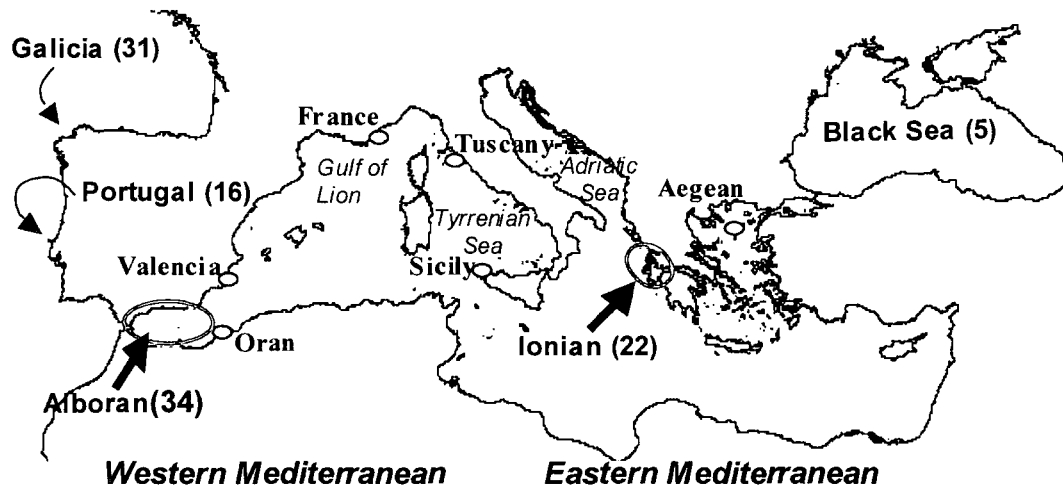 Galicia (31)
France
Tuscany
Black Sea (5)
Gulf of
Lion
Adriatic
Sea
Portugal (16)
Aegean
Tyrrenian
Sea
Valencia
Sicily
Oran
Ionian (22)
Alboran(34)
Western Mediterranean
Eastern Mediterranean